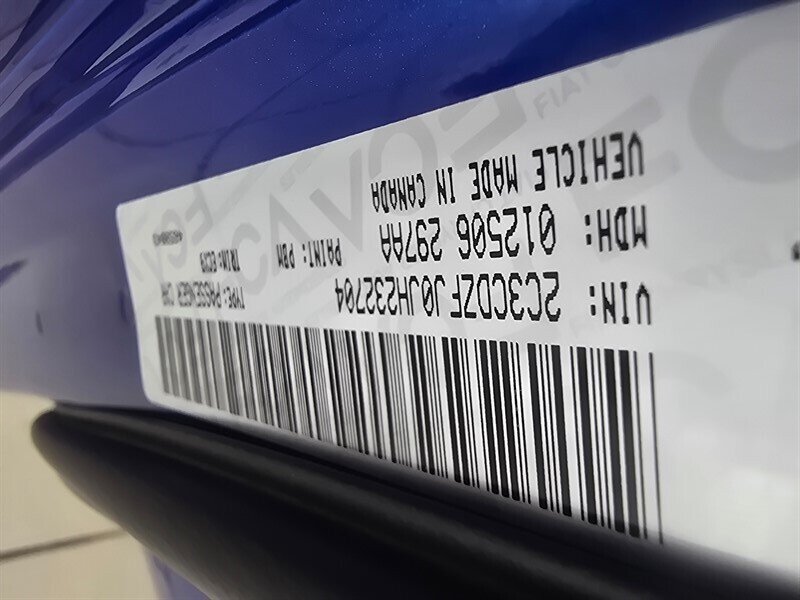 VIN: 2C3CDZFJ0JH232704 TYPE: PASSENGER CAR
MDH: 012506 297AA PAINT: PBM
VEHICLE MADE IN CANADA